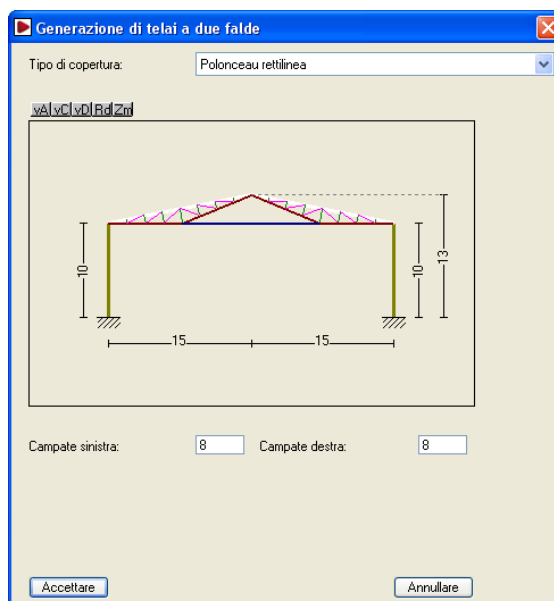 Generazione di telai a due falde
Tipo di copertura: Polonceau rettilinea
vA vC vD Rd Zm
10 10 13
15 15
Campate sinistra: 8 Campate destra: 8
Accettare Annullare